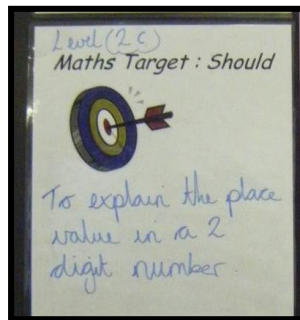 Level (2c)
Maths Target : Should
To explain the place
value in a 2
digit number